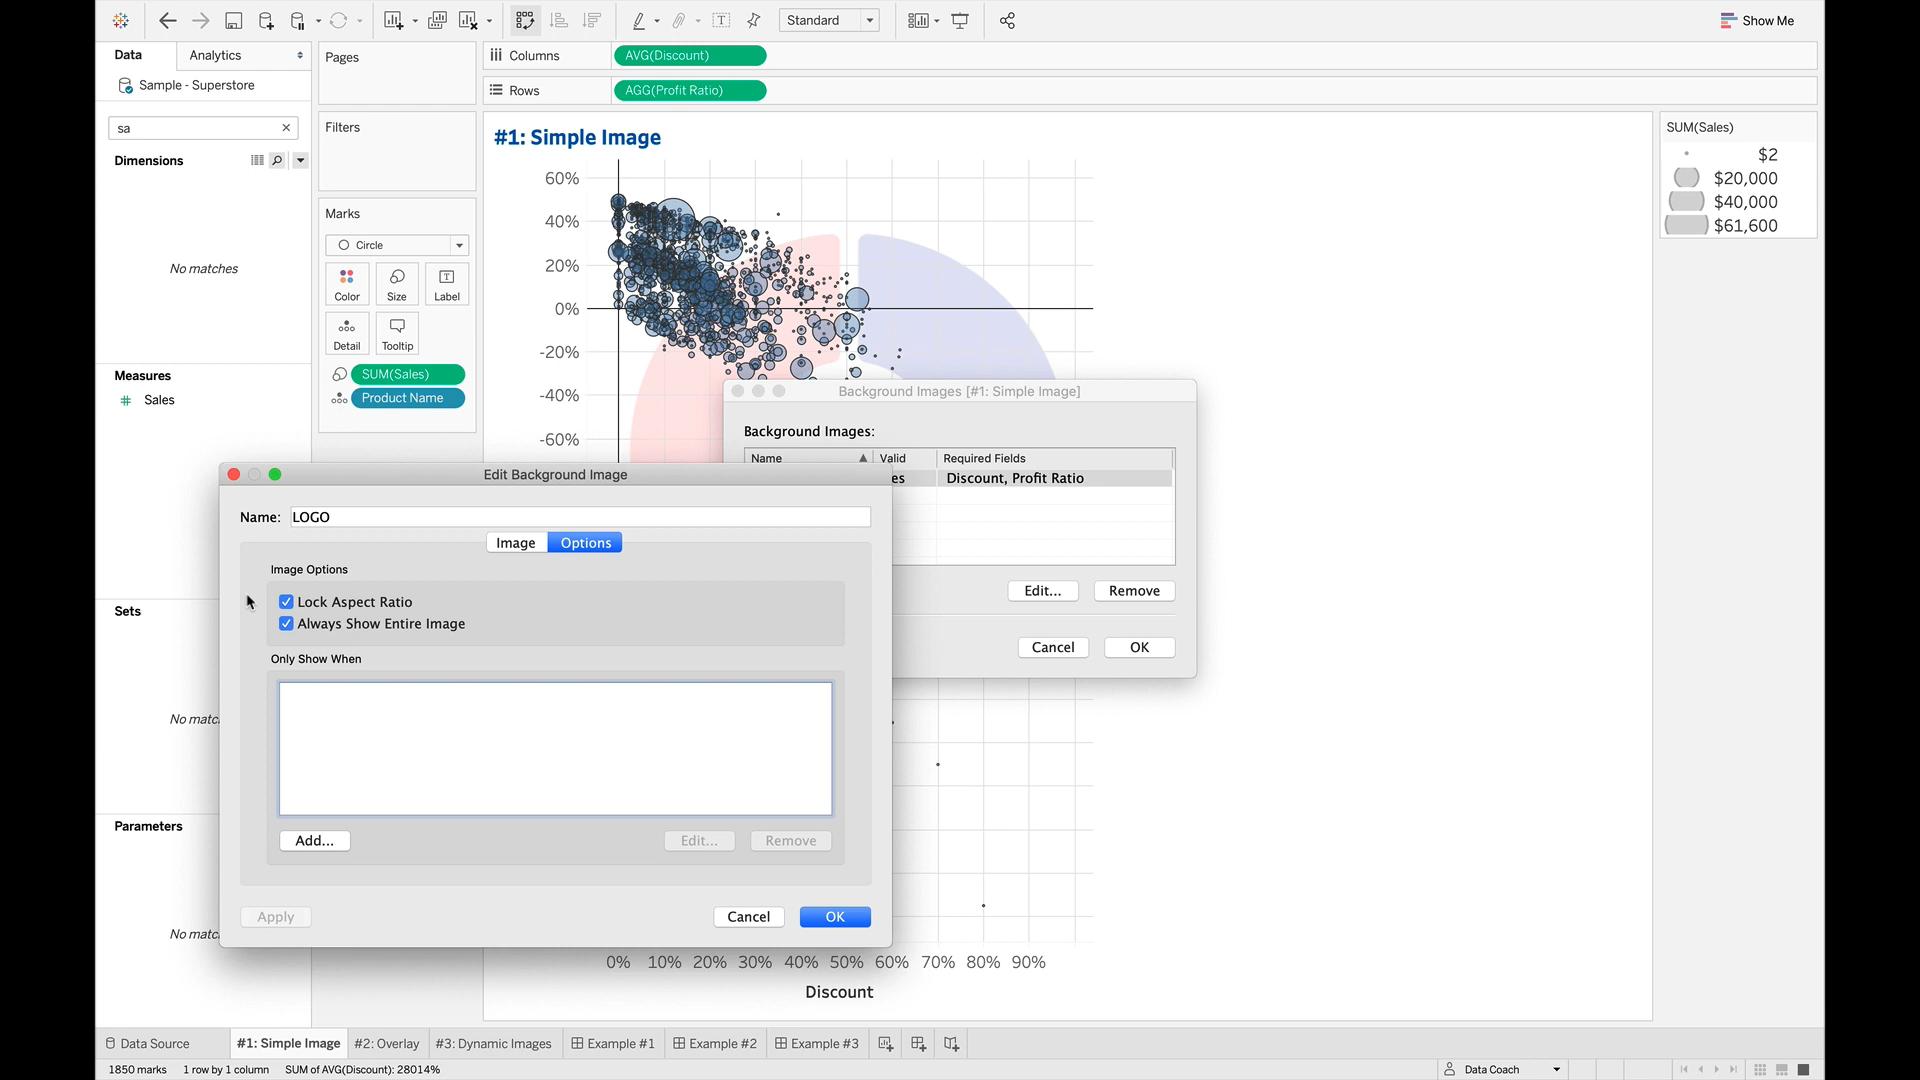 Standard
Show Me
Data
Analytics
Pages
Columns
AVG(Discount)
Sample - Superstore
Rows
AGG(Profit Ratio)
sa
Filters
#1: Simple Image
SUM(Sales)
$2
$20,000
$40,000
$61,600
Dimensions
No matches
60%
40%
20%
0%
-20%
-40%
-60%
Marks
Circle
Color
Size
Label
Detail
Tooltip
SUM(Sales)
Product Name
Measures
Sales
Background Images [#1: Simple Image]
Background Images:
Name
Valid
Required Fields
es
Discount, Profit Ratio
Edit...
Remove
Cancel
OK
Edit Background Image
Name:
LOGO
Image
Options
Image Options
Lock Aspect Ratio
Always Show Entire Image
Only Show When
Add...
Edit...
Remove
Apply
Cancel
OK
Sets
No matc
Parameters
No matc
0% 10% 20% 30% 40% 50% 60% 70% 80% 90%
Discount
Data Source
#1: Simple Image
#2: Overlay
#3: Dynamic Images
Example #1
Example #2
Example #3
1850 marks
1 row by 1 column
SUM of AVG(Discount): 28014%
Data Coach